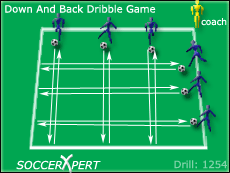 Down And Back Dribble Game
coach
SOCCERXPERT
Drill: 1254